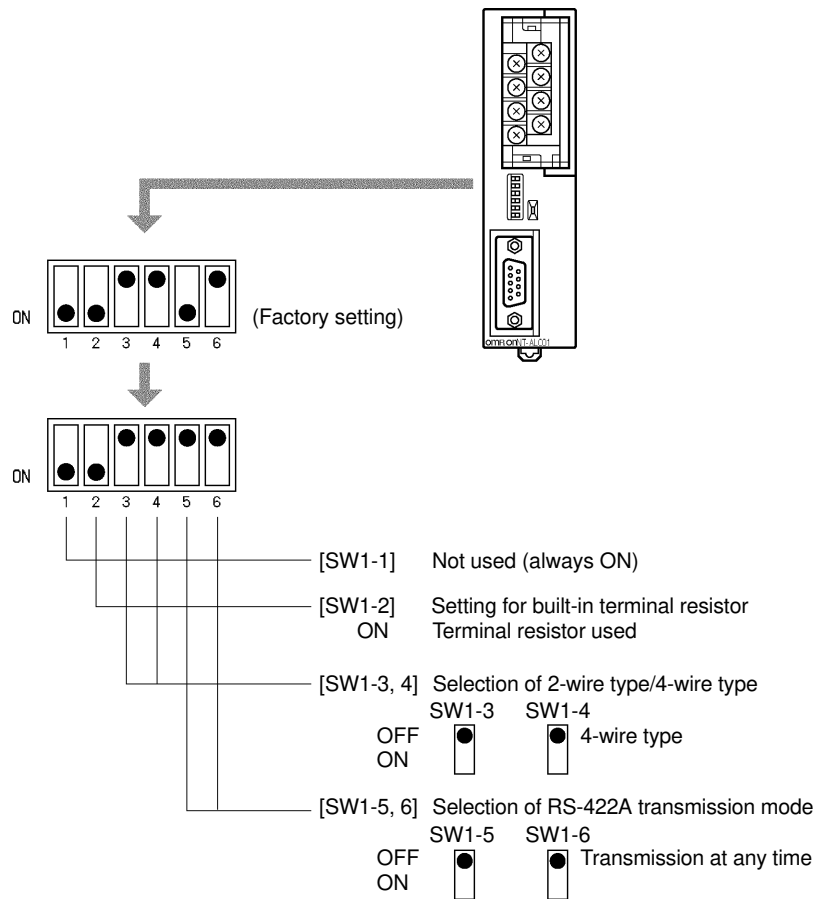 OMRON NT-AL001
ON
(Factory setting)
1 2 3 4 5 6
ON
1 2 3 4 5 6
[SW1-1] Not used (always ON)
[SW1-2] Setting for built-in terminal resistor
ON Terminal resistor used
[SW1-3, 4] Selection of 2-wire type/4-wire type
SW1-3 SW1-4
OFF 4-wire type
ON
[SW1-5, 6] Selection of RS-422A transmission mode
SW1-5 SW1-6
OFF Transmission at any time
ON